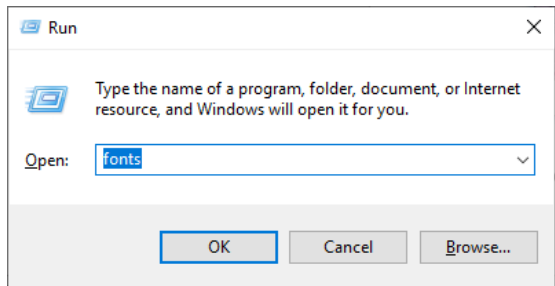 Run
Type the name of a program, folder, document, or Internet
resource, and Windows will open it for you.
Open: fonts
OK Cancel Browse...